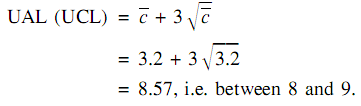 UAL (UCL) = c̅ + 3√c̅
= 3.2 + 3√3.2
= 8.57, i.e. between 8 and 9.